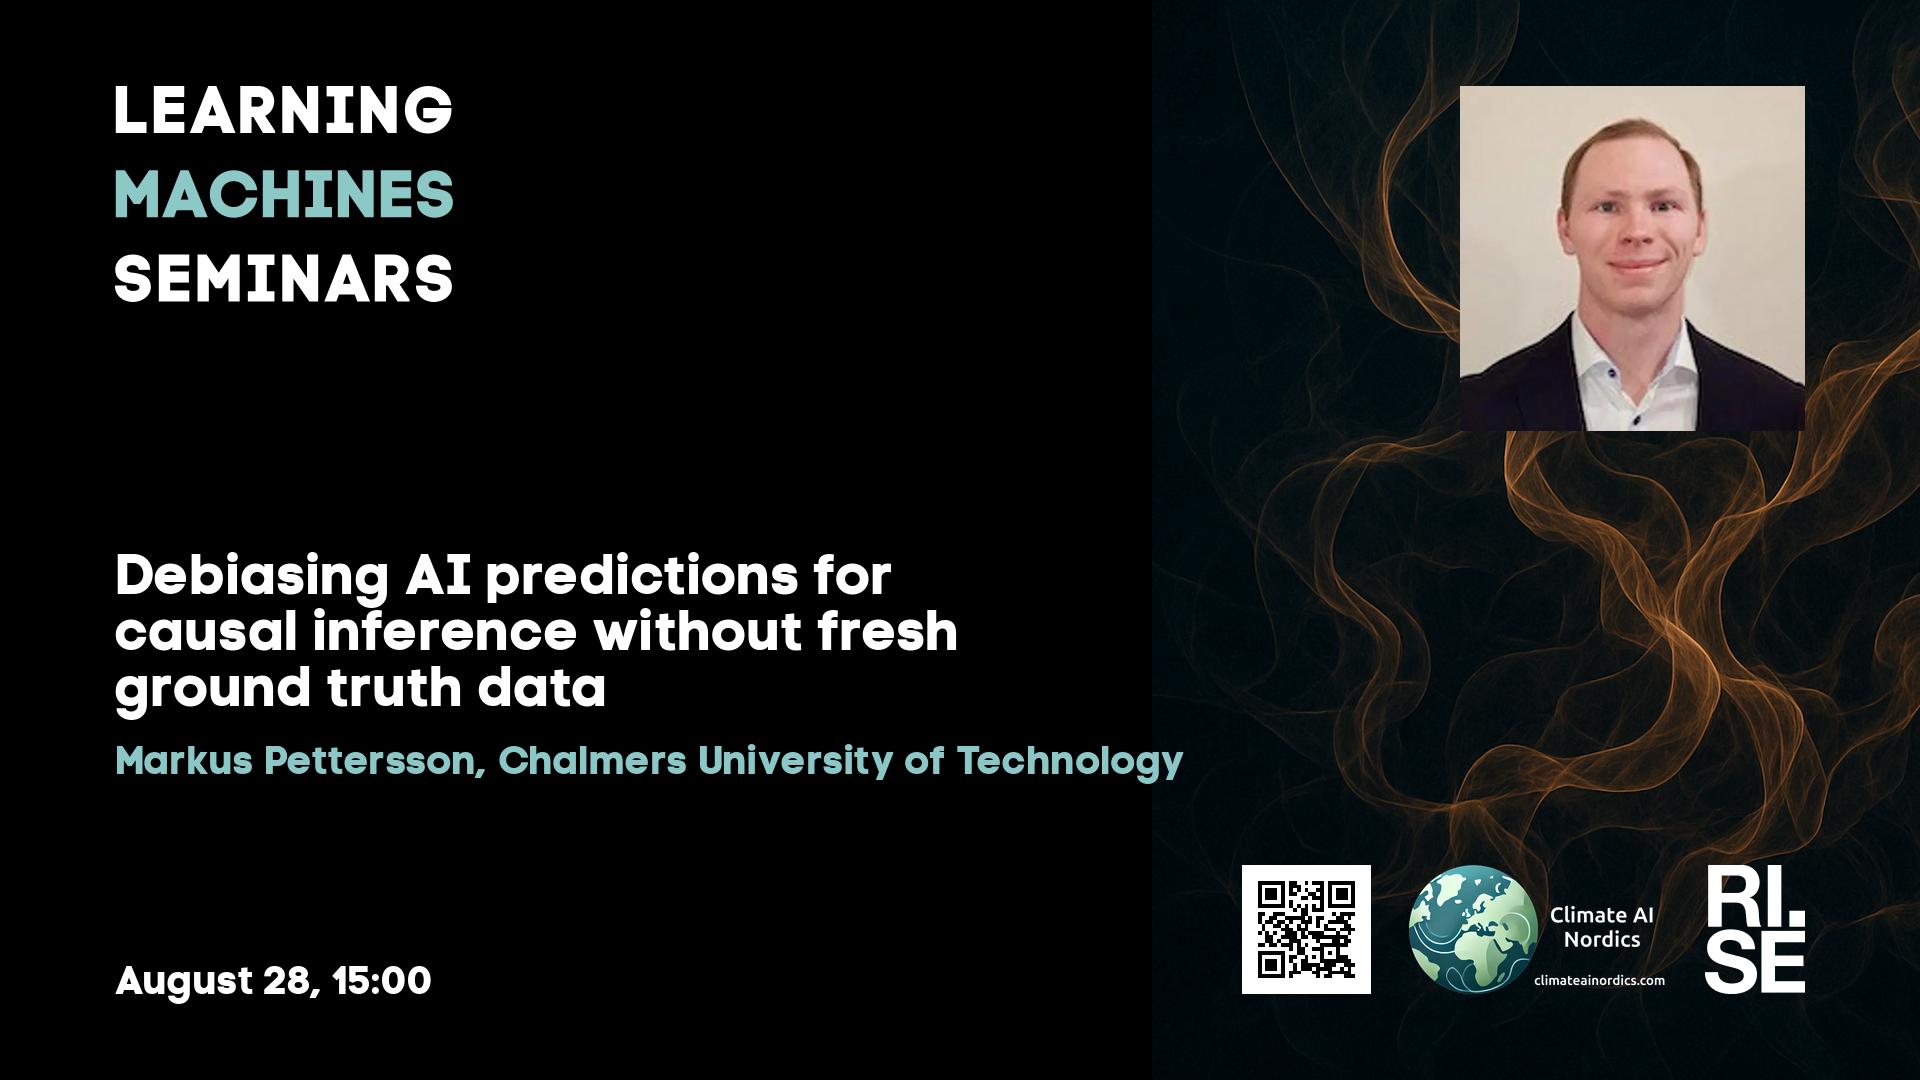 LEARNING
MACHINES
SEMINARS
Debiasing AI predictions for
causal inference without fresh
ground truth data
Markus Pettersson, Chalmers University of Technology
August 28, 15:00
Climate AI
Nordics
climateainordics.com
RI.
SE